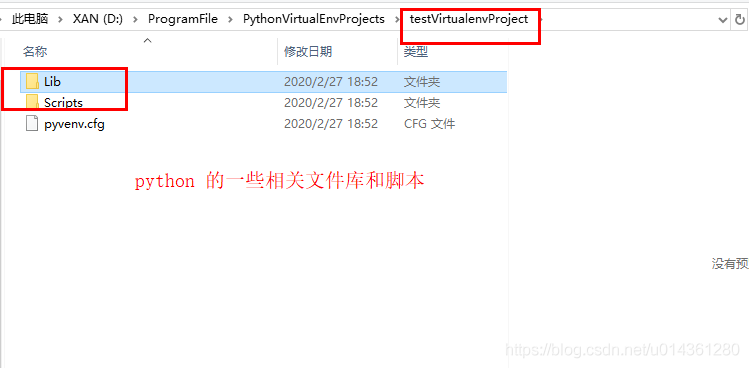 此电脑 › XAN (D:) › ProgramFile › PythonVirtualEnvProjects › testVirtualenvProject ›
名称 修改日期 类型
Lib 2020/2/27 18:52 文件夹
Scripts 2020/2/27 18:52 文件夹
pyvenv.cfg 2020/2/27 18:52 CFG 文件
python 的一些相关文件库和脚本
没有预
https://blog.csdn.net/u014361280